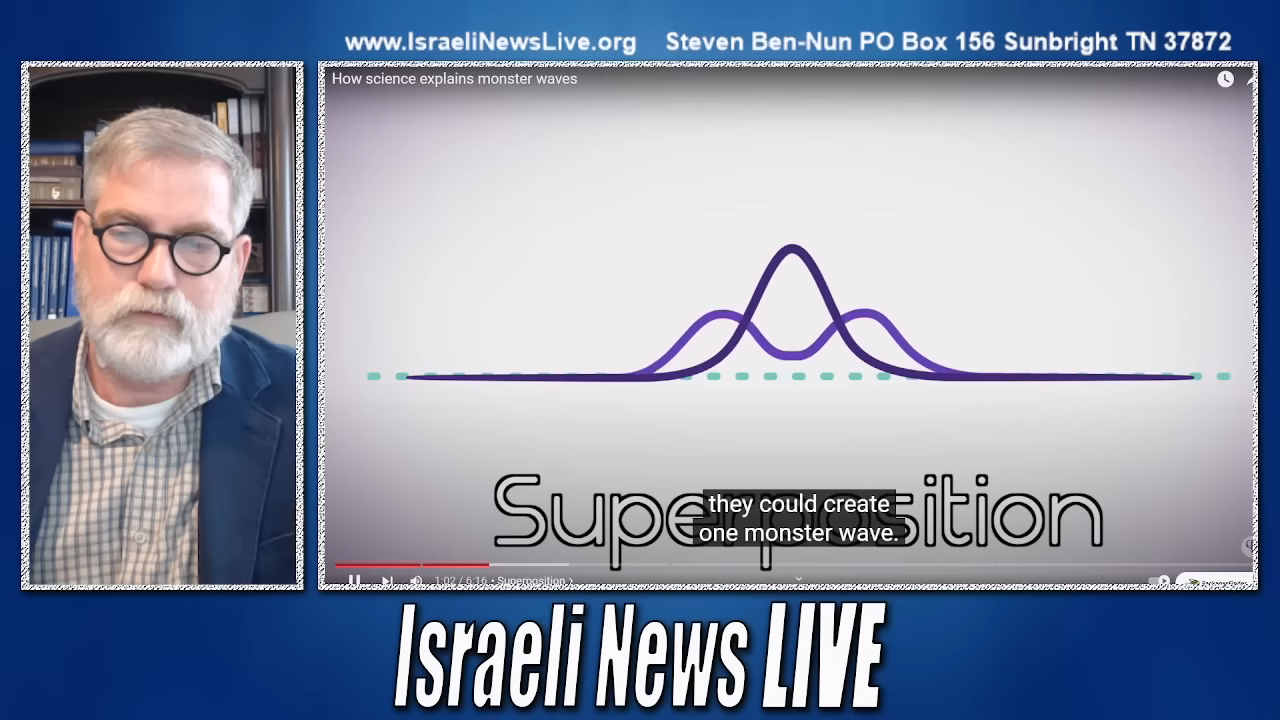 www.IsraeliNewsLive.org Steven Ben-Nun PO Box 156 Sunbright TN 37872
How science explains monster waves
Superposition
they could create
one monster wave.
1:02 / 6:16 • Superposition ›
Israeli News LIVE